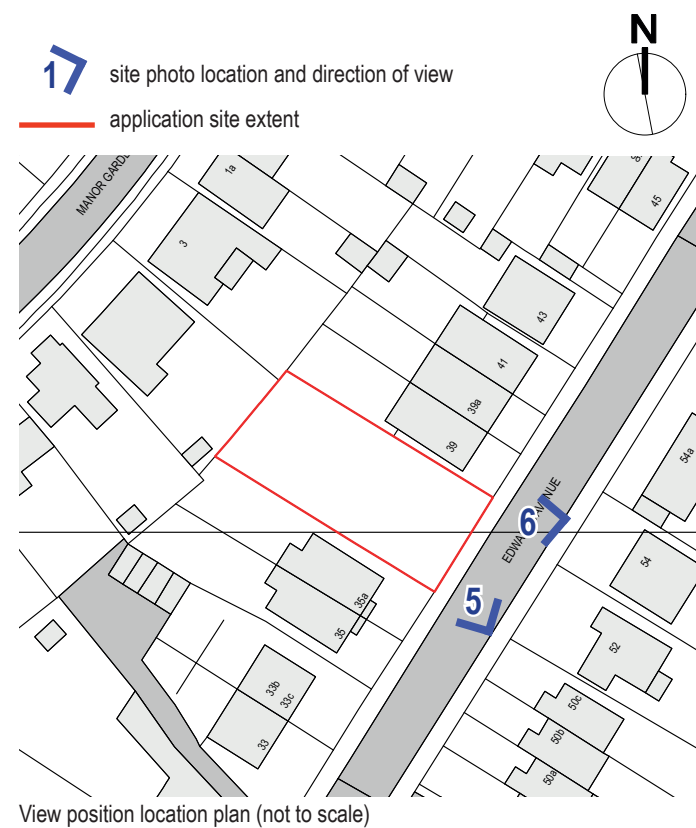 N
1 site photo location and direction of view
application site extent
MANOR GARDE
1a
3
45
43
41
39a
39
54a
EDWA AVENUE
6
5
54
35a
35
52
33b
33c
33
50c
50b
50a
View position location plan (not to scale)